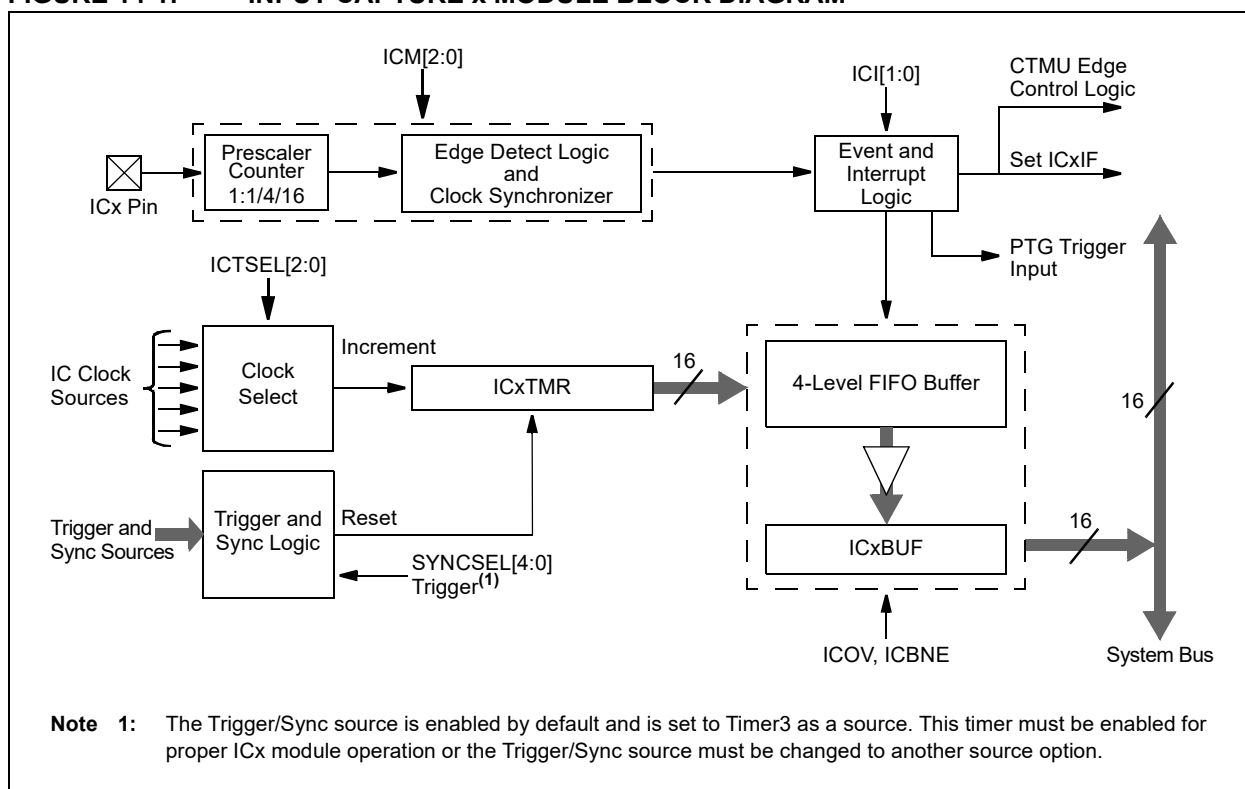 ICM[2:0]
ICI[1:0]
CTMU Edge
Control Logic
Prescaler
Counter
1:1/4/16
Edge Detect Logic
and
Clock Synchronizer
Event and
Interrupt
Logic
Set ICxIF
ICx Pin
PTG Trigger
Input
ICTSEL[2:0]
IC Clock
Sources
Clock
Select
Increment
ICxTMR
16
4-Level FIFO Buffer
16
Trigger and
Sync Sources
Trigger and
Sync Logic
Reset
SYNCSEL[4:0]
Trigger(1)
ICxBUF
16
ICOV, ICBNE
System Bus
Note 1: The Trigger/Sync source is enabled by default and is set to Timer3 as a source. This timer must be enabled for
proper ICx module operation or the Trigger/Sync source must be changed to another source option.